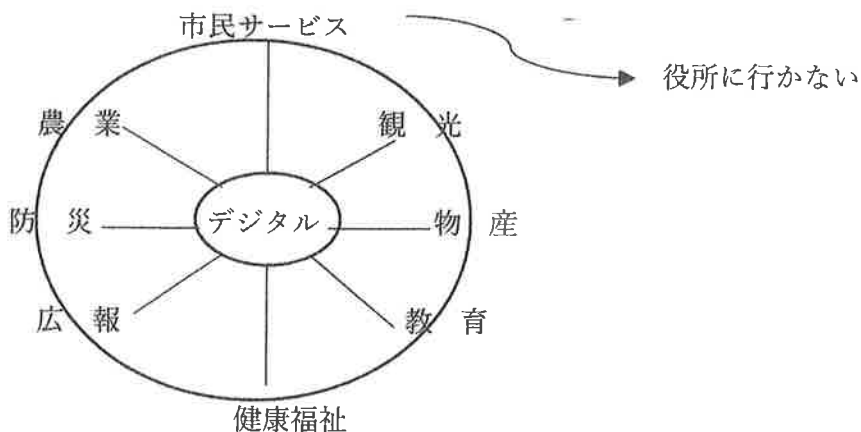 市民サービス
役所に行かない
農 業
観 光
防 災
デジタル
物 産
広 報
教 育
健康福祉